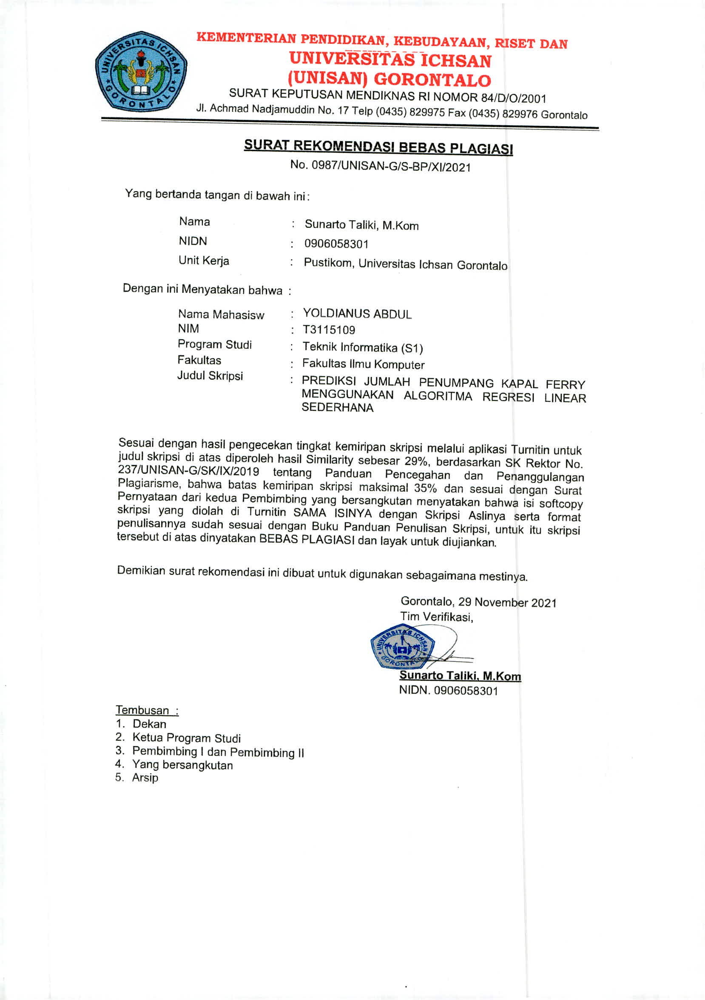 UNIVERSITAS ICHSAN
GORONTALO
KEMENTERIAN PENDIDIKAN, KEBUDAYAAN, RISET DAN
UNIVERSITAS ICHSAN
(UNISAN) GORONTALO
SURAT KEPUTUSAN MENDIKNAS RI NOMOR 84/D/O/2001
Jl. Achmad Nadjamuddin No. 17 Telp (0435) 829975 Fax (0435) 829976 Gorontalo
SURAT REKOMENDASI BEBAS PLAGIASI
No. 0987/UNISAN-G/S-BP/XI/2021
Yang bertanda tangan di bawah ini :
Nama : Sunarto Taliki, M.Kom
NIDN : 0906058301
Unit Kerja : Pustikom, Universitas Ichsan Gorontalo
Dengan ini Menyatakan bahwa :
Nama Mahasisw : YOLDIANUS ABDUL
NIM : T3115109
Program Studi : Teknik Informatika (S1)
Fakultas : Fakultas Ilmu Komputer
Judul Skripsi : PREDIKSI JUMLAH PENUMPANG KAPAL FERRY
MENGGUNAKAN ALGORITMA REGRESI LINEAR
SEDERHANA
Sesuai dengan hasil pengecekan tingkat kemiripan skripsi melalui aplikasi Turnitin untuk
judul skripsi di atas diperoleh hasil Similarity sebesar 29%, berdasarkan SK Rektor No.
237/UNISAN-G/SK/IX/2019 tentang Panduan Pencegahan dan Penanggulangan
Plagiarisme, bahwa batas kemiripan skripsi maksimal 35% dan sesuai dengan Surat
Pernyataan dari kedua Pembimbing yang bersangkutan menyatakan bahwa isi softcopy
skripsi yang diolah di Turnitin SAMA ISINYA dengan Skripsi Aslinya serta format
penulisannya sudah sesuai dengan Buku Panduan Penulisan Skripsi, untuk itu skripsi
tersebut di atas dinyatakan BEBAS PLAGIASI dan layak untuk diujiankan.
Demikian surat rekomendasi ini dibuat untuk digunakan sebagaimana mestinya.
Gorontalo, 29 November 2021
Tim Verifikasi,
UNIVERSITAS ICHSAN
GORONTALO
Sunarto Taliki, M.Kom
NIDN. 0906058301
Tembusan :
1. Dekan
2. Ketua Program Studi
3. Pembimbing I dan Pembimbing II
4. Yang bersangkutan
5. Arsip